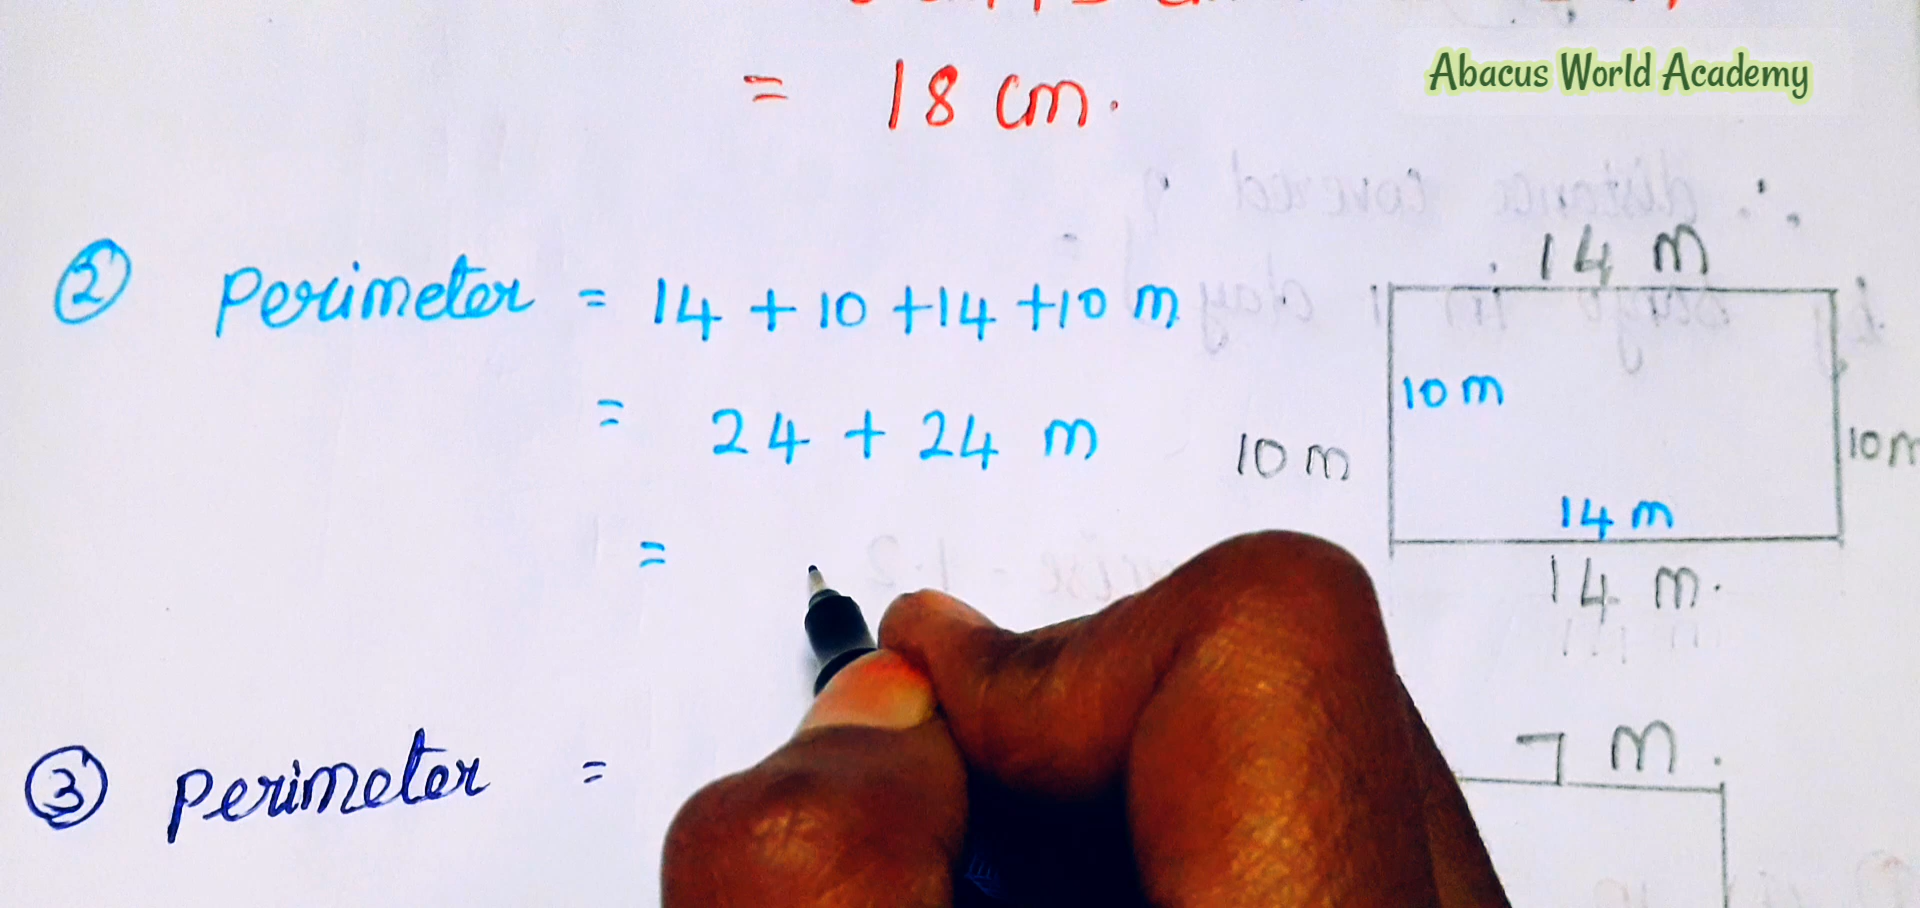 = 18 cm.
Abacus World Academy
② Perimeter = 14 + 10 + 14 + 10 m
= 24 + 24 m
=
14 m
10 m
10 m
10 m
14 m
14 m.
③ Perimeter =
7 m.